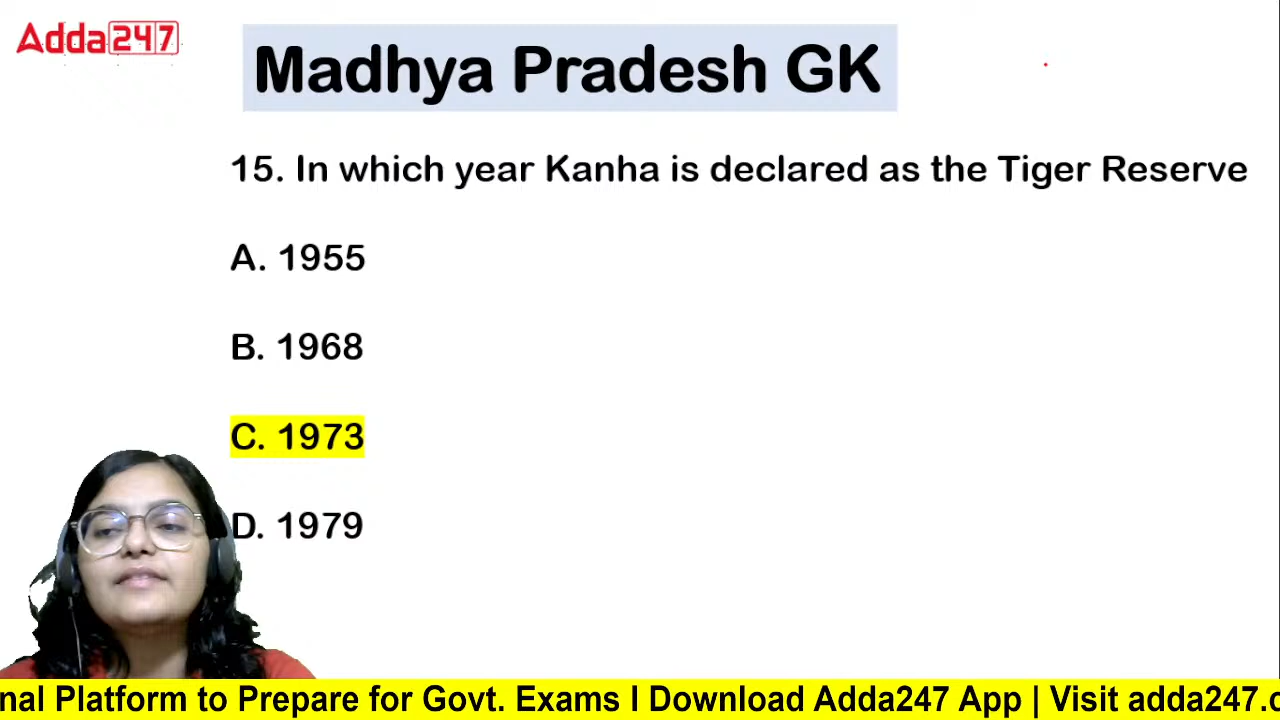 Adda247
Madhya Pradesh GK
15. In which year Kanha is declared as the Tiger Reserve
A. 1955
B. 1968
C. 1973
D. 1979
nal Platform to Prepare for Govt. Exams I Download Adda247 App | Visit adda247.c